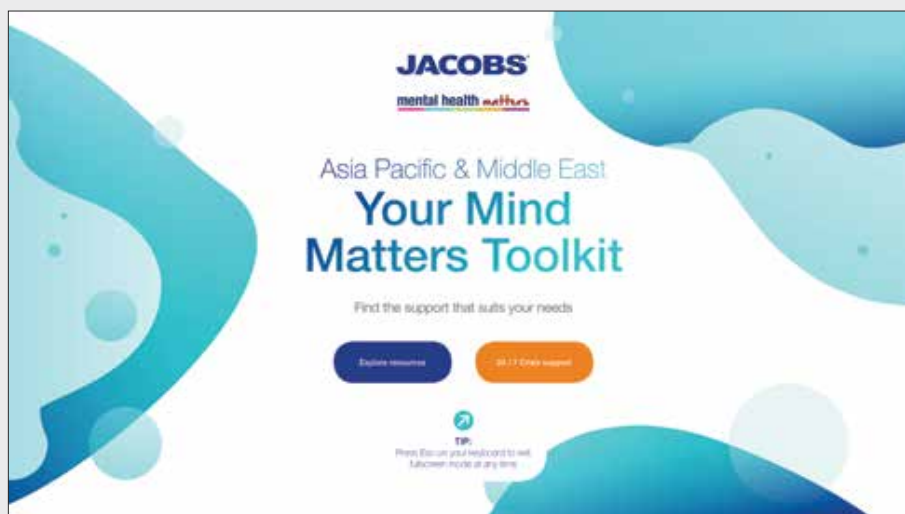 JACOBS
mental health matters
Asia Pacific & Middle East
Your Mind
Matters Toolkit
Find the support that suits your needs
Explore resources
24 / 7 Crisis support
TIP:
Press Esc on your keyboard to exit
fullscreen mode at any time